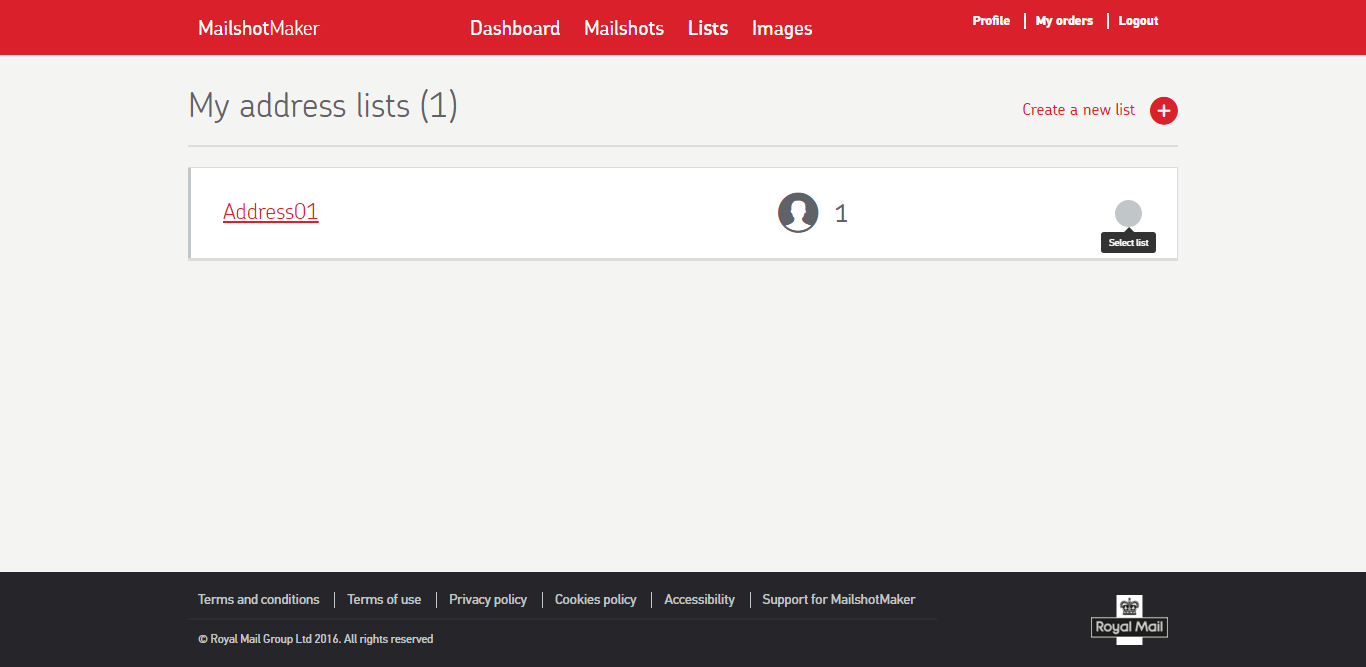 MailshotMaker Dashboard Mailshots Lists Images Profile My orders Logout
My address lists (1)
Create a new list
Address01 1
Select list
Terms and conditions Terms of use Privacy policy Cookies policy Accessibility Support for MailshotMaker
© Royal Mail Group Ltd 2016. All rights reserved
Royal Mail